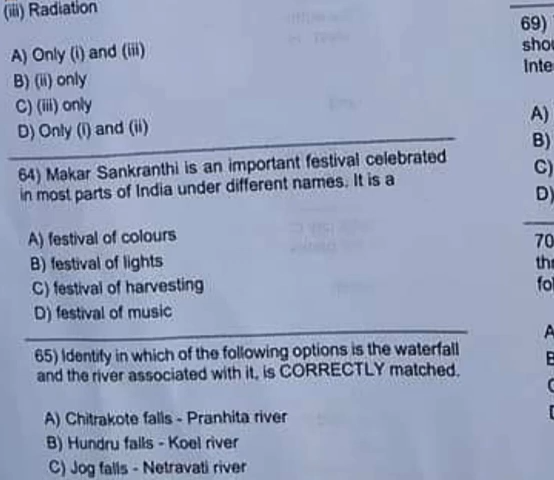 (iii) Radiation
A) Only (i) and (iii)
B) (ii) only
C) (iii) only
D) Only (i) and (ii)
64) Makar Sankranthi is an important festival celebrated
in most parts of India under different names. It is a
A) festival of colours
B) festival of lights
C) festival of harvesting
D) festival of music
65) Identify in which of the following options is the waterfall
and the river associated with it, is CORRECTLY matched.
A) Chitrakote falls - Pranhita river
B) Hundru falls - Koel river
C) Jog falls - Netravati river
69)
A)
B)
C)
D)
70